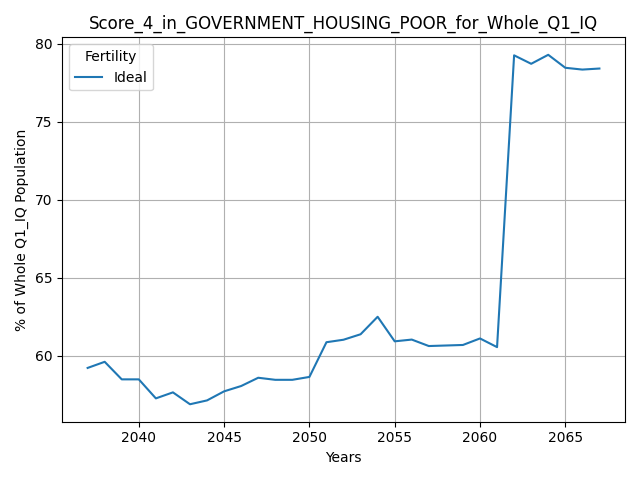 Score_4_in_GOVERNMENT_HOUSING_POOR_for_Whole_Q1_IQ
Fertility
Ideal
% of Whole Q1_IQ Population
80
75
70
65
60
2040
2045
2050
2055
2060
2065
Years